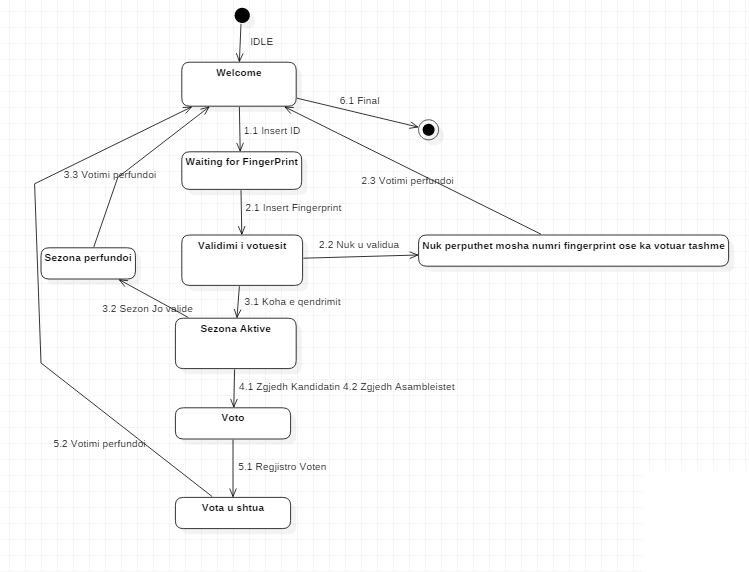 IDLE
Welcome
6.1 Final
1.1 Insert ID
Waiting for FingerPrint
3.3 Votimi perfundoi
2.3 Votimi perfundoi
2.1 Insert Fingerprint
Validimi i votuesit
2.2 Nuk u validua
Nuk perputhet mosha numri fingerprint ose ka votuar tashme
Sezona perfundoi
3.2 Sezon Jo valide
3.1 Koha e qendrimit
Sezona Aktive
4.1 Zgjedh Kandidatin 4.2 Zgjedh Asambleistet
Voto
5.2 Votimi perfundoi
5.1 Regjistro Voten
Vota u shtua